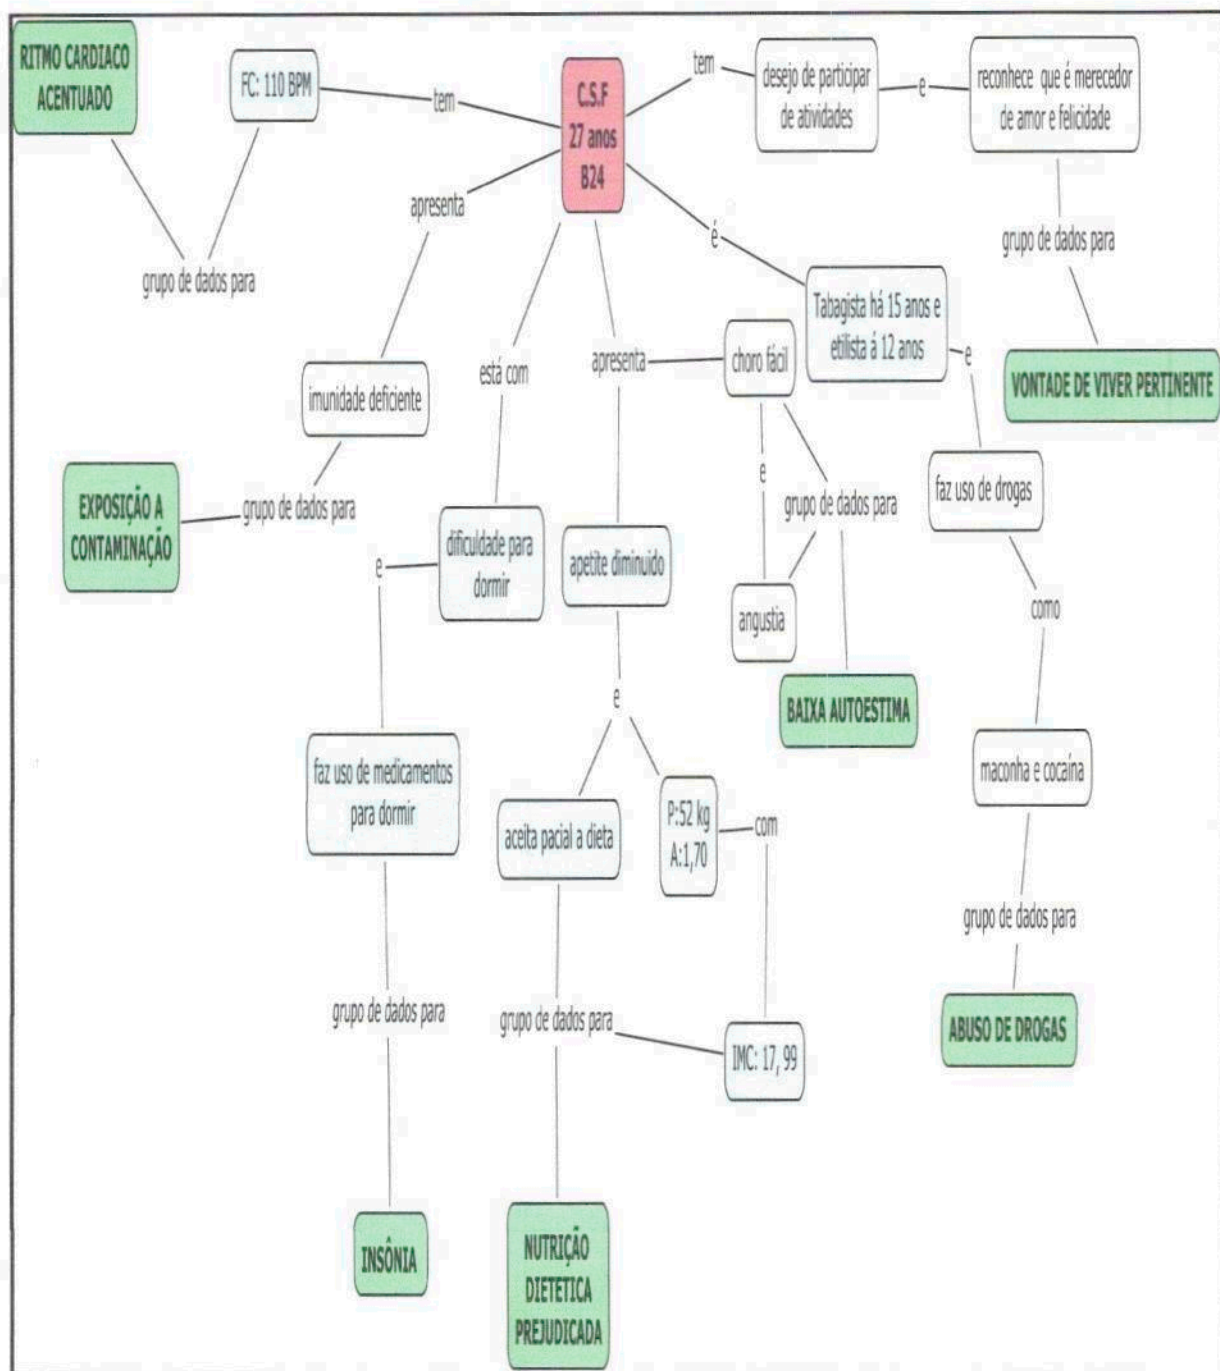 RITMO CARDIACO
ACENTUADO
FC: 110 BPM
tem
C.S.F
27 anos
B24
tem
desejo de participar
de atividades
e
reconhece que é merecedor
de amor e felicidade
apresenta
grupo de dados para
é
grupo de dados para
Tabagista há 15 anos e
etilista á 12 anos
e
VONTADE DE VIVER PERTINENTE
imunidade deficiente
está com
apresenta
choro fácil
EXPOSIÇÃO A
CONTAMINAÇÃO
grupo de dados para
e
grupo de dados para
faz uso de drogas
e
dificuldade para
dormir
apetite diminuido
angustia
como
e
BAIXA AUTOESTIMA
faz uso de medicamentos
para dormir
aceita pacial a dieta
P:52 kg
A:1,70
com
maconha e cocaína
grupo de dados para
grupo de dados para
grupo de dados para
IMC: 17, 99
ABUSO DE DROGAS
INSÔNIA
NUTRIÇÃO
DIETETICA
PREJUDICADA